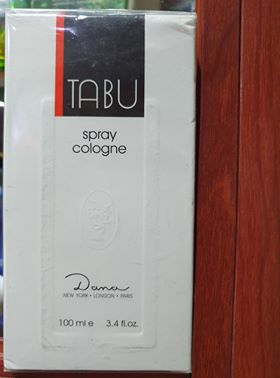 TABU
spray
cologne
Dana
NEW YORK • LONDON • PARIS
100 ml e 3.4 fl.oz.